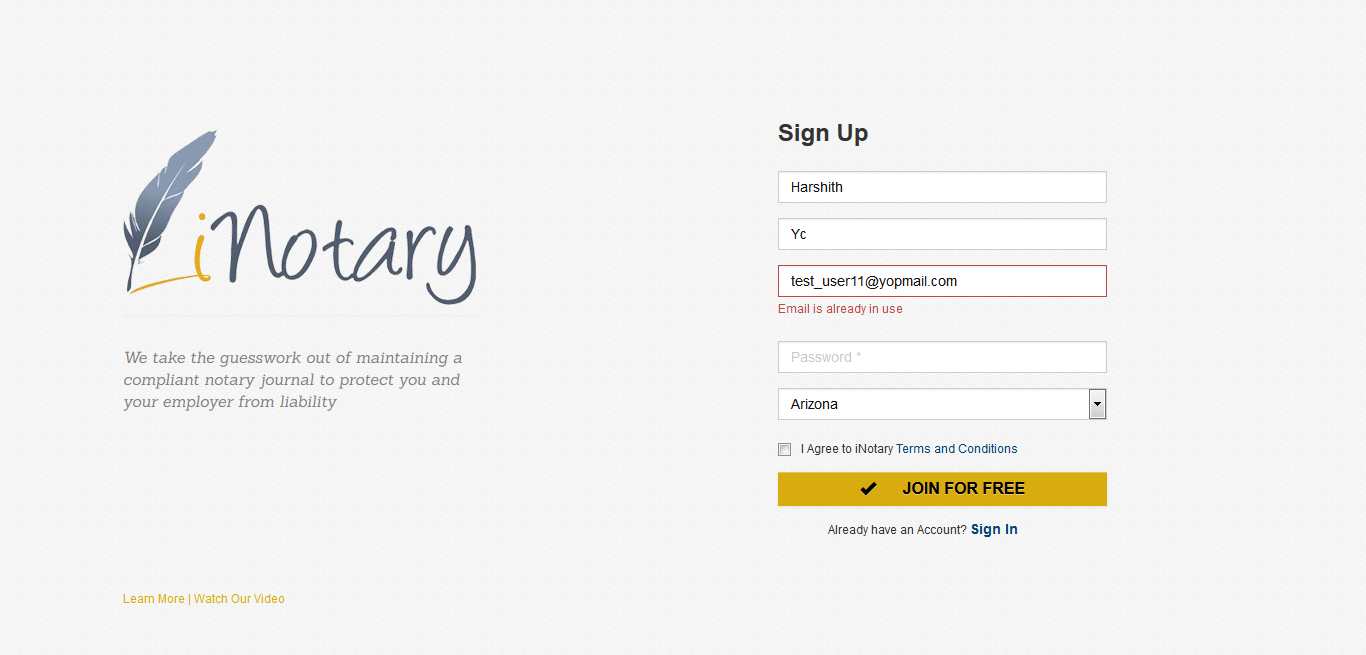 iNotary
We take the guesswork out of maintaining a
compliant notary journal to protect you and
your employer from liability
Learn More | Watch Our Video
Sign Up
Harshith
Yc
test_user11@yopmail.com
Email is already in use
Password *
Arizona
I Agree to iNotary Terms and Conditions
JOIN FOR FREE
Already have an Account? Sign In